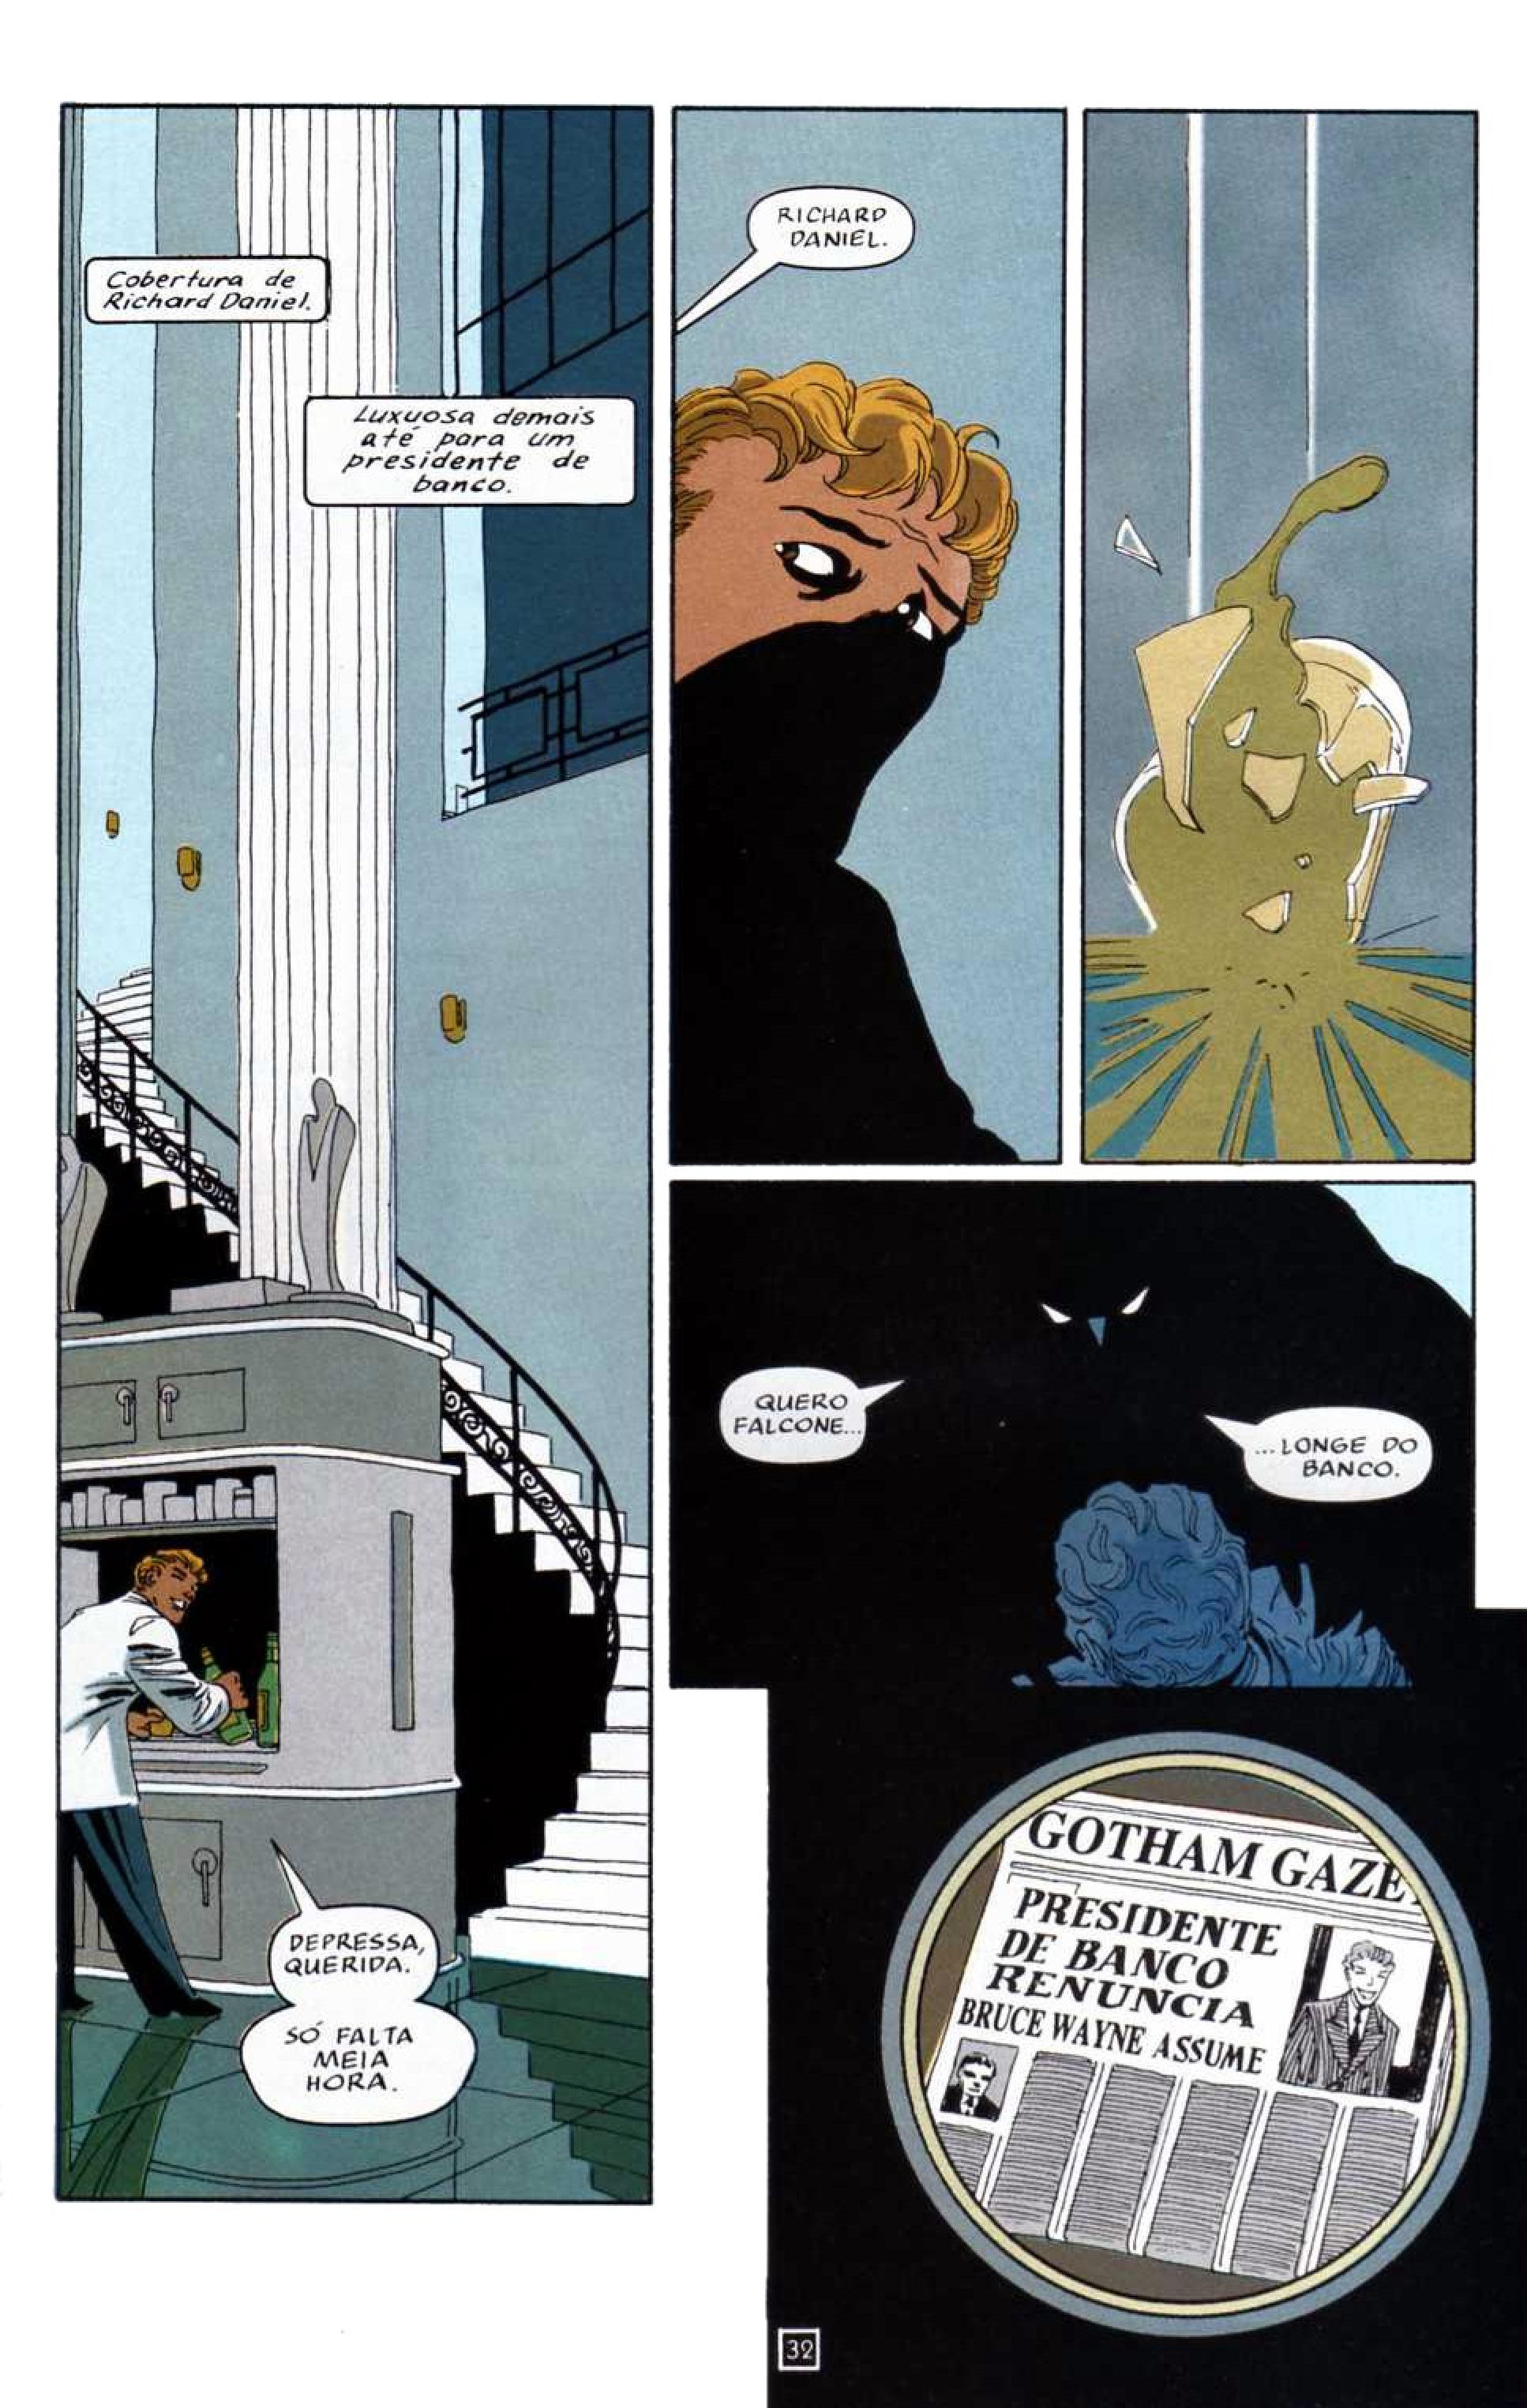 Cobertura de
Richard Daniel.
Luxuosa demais
até para um
presidente de
banco.
DEPRESSA,
QUERIDA.
SÓ FALTA
MEIA
HORA.
RICHARD
DANIEL.
QUERO
FALCONE...
...LONGE DO
BANCO.
GOTHAM GAZE
PRESIDENTE
DE BANCO
RENUNCIA
BRUCE WAYNE ASSUME
32